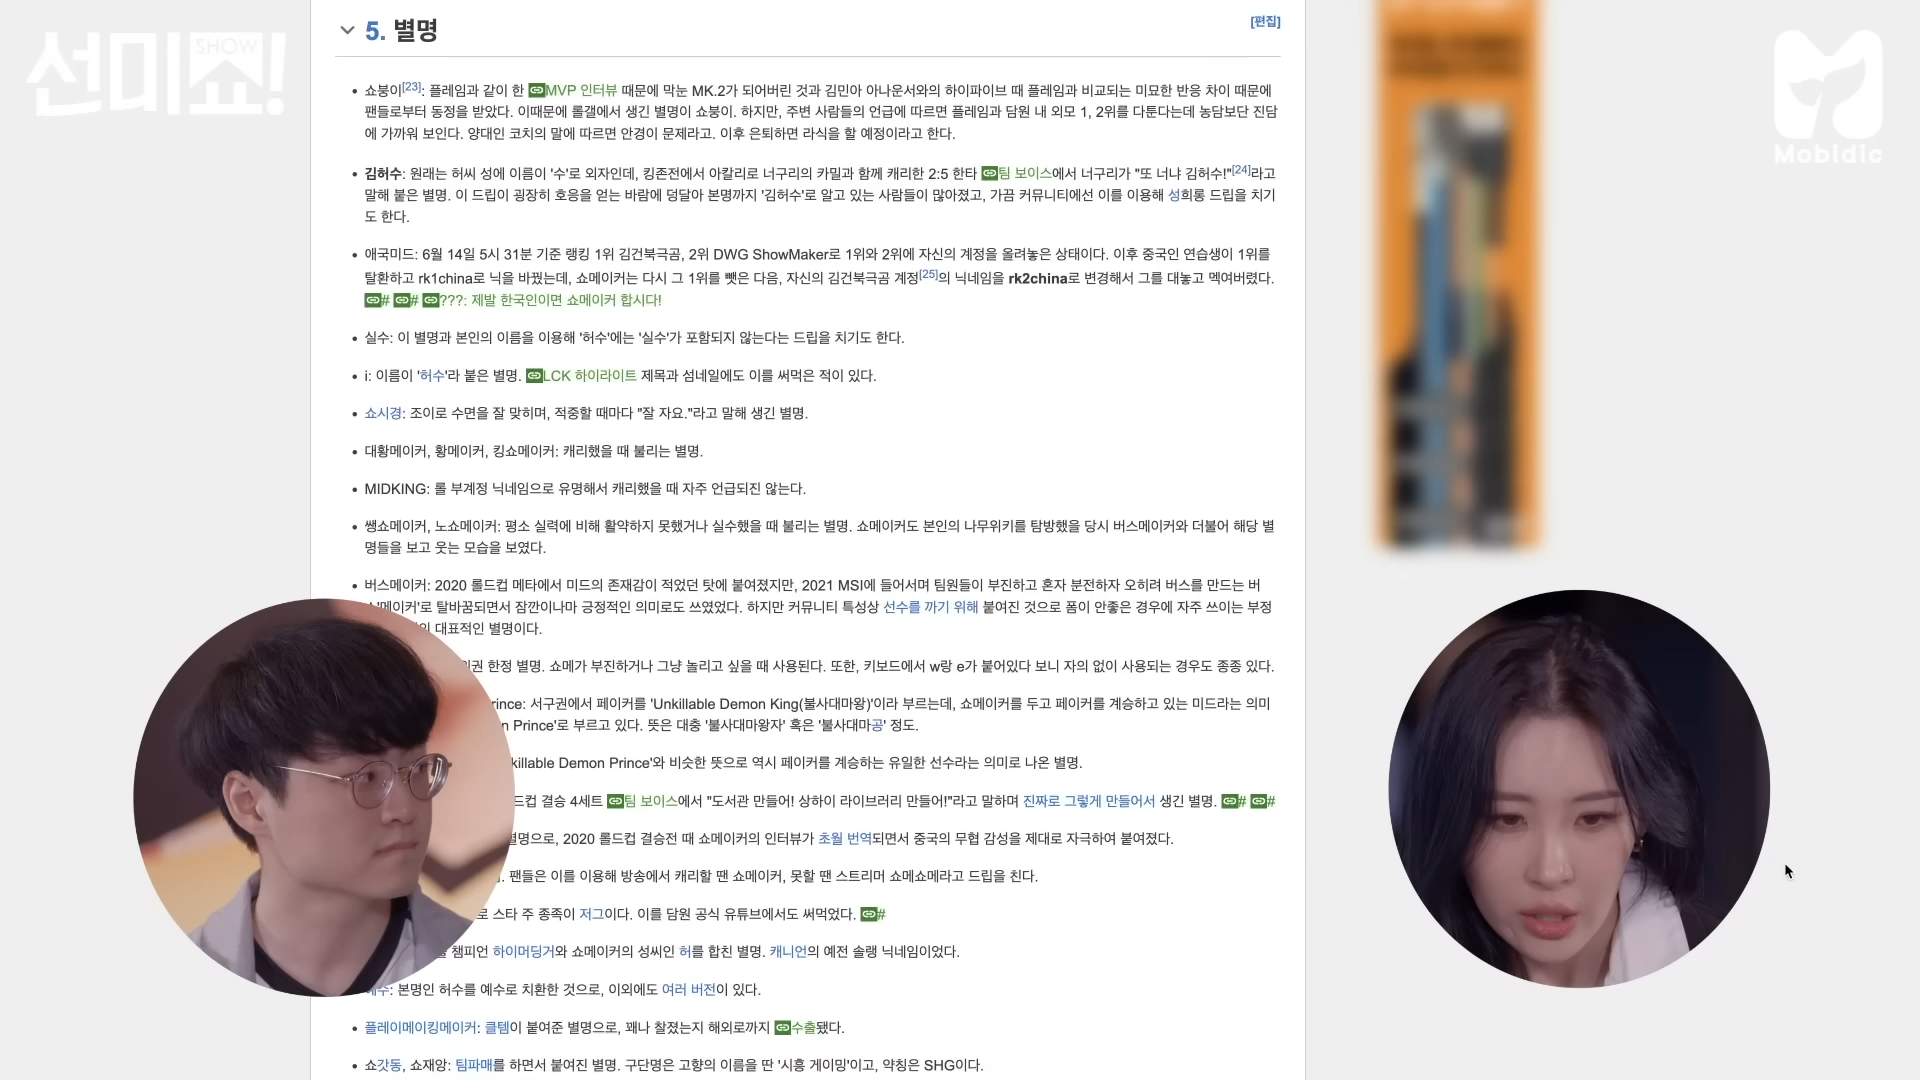 선미쇼!
SHOW
Mobidic
5. 별명
[편집]
쇼붕이[23]: 플레임과 같이 한 MVP 인터뷰 때문에 막눈 MK.2가 되어버린 것과 김민아 아나운서와의 하이파이브 때 플레임과 비교되는 미묘한 반응 차이 때문에
팬들로부터 동정을 받았다. 이때문에 롤갤에서 생긴 별명이 쇼붕이. 하지만, 주변 사람들의 언급에 따르면 플레임과 담원 내 외모 1, 2위를 다툰다는데 농담보단 진담
에 가까워 보인다. 양대인 코치의 말에 따르면 안경이 문제라고. 이후 은퇴하면 라식을 할 예정이라고 한다.
김허수: 원래는 허씨 성에 이름이 '수'로 외자인데, 킹존전에서 아칼리로 너구리의 카밀과 함께 캐리한 2:5 한타 팀 보이스에서 너구리가 "또 너냐 김허수!"[24]라고
말해 붙은 별명. 이 드립이 굉장히 호응을 얻는 바람에 덩달아 본명까지 '김허수'로 알고 있는 사람들이 많아졌고, 가끔 커뮤니티에선 이를 이용해 성희롱 드립을 치기
도 한다.
애국미드: 6월 14일 5시 31분 기준 랭킹 1위 김건북극곰, 2위 DWG ShowMaker로 1위와 2위에 자신의 계정을 올려놓은 상태이다. 이후 중국인 연습생이 1위를
탈환하고 rk1china로 닉을 바꿨는데, 쇼메이커는 다시 그 1위를 뺏은 다음, 자신의 김건북극곰 계정[25]의 닉네임을 rk2china로 변경해서 그를 대놓고 멕여버렸다.
# # ???: 제발 한국인이면 쇼메이커 합시다!
실수: 이 별명과 본인의 이름을 이용해 '허수'에는 '실수'가 포함되지 않는다는 드립을 치기도 한다.
i: 이름이 '허수'라 붙은 별명. LCK 하이라이트 제목과 섬네일에도 이를 써먹은 적이 있다.
쇼시경: 조이로 수면을 잘 맞히며, 적중할 때마다 "잘 자요."라고 말해 생긴 별명.
대황메이커, 황메이커, 킹쇼메이커: 캐리했을 때 불리는 별명.
MIDKING: 롤 부계정 닉네임으로 유명해서 캐리했을 때 자주 언급되진 않는다.
쌩쇼메이커, 노쇼메이커: 평소 실력에 비해 활약하지 못했거나 실수했을 때 불리는 별명. 쇼메이커도 본인의 나무위키를 탐방했을 당시 버스메이커와 더불어 해당 별
명들을 보고 웃는 모습을 보였다.
버스메이커: 2020 롤드컵 메타에서 미드의 존재감이 적었던 탓에 붙여졌지만, 2021 MSI에 들어서며 팀원들이 부진하고 혼자 분전하자 오히려 버스를 만드는 버
'메이커'로 탈바꿈되면서 잠깐이나마 긍정적인 의미로도 쓰였었다. 하지만 커뮤니티 특성상 선수를 까기 위해 붙여진 것으로 폼이 안좋은 경우에 자주 쓰이는 부정
대표적인 별명이다.
한정 별명. 쇼메가 부진하거나 그냥 놀리고 싶을 때 사용된다. 또한, 키보드에서 w랑 e가 붙어있다 보니 자의 없이 사용되는 경우도 종종 있다.
rince: 서구권에서 페이커를 'Unkillable Demon King(불사대마왕)'이라 부르는데, 쇼메이커를 두고 페이커를 계승하고 있는 미드라는 의미
n Prince'로 부르고 있다. 뜻은 대충 '불사대마왕자' 혹은 '불사대마공' 정도.
killable Demon Prince'와 비슷한 뜻으로 역시 페이커를 계승하는 유일한 선수라는 의미로 나온 별명.
드컵 결승 4세트 팀 보이스에서 "도서관 만들어! 상하이 라이브러리 만들어!"라고 말하며 진짜로 그렇게 만들어서 생긴 별명. # #
별명으로, 2020 롤드컵 결승전 때 쇼메이커의 인터뷰가 초월 번역되면서 중국의 무협 감성을 제대로 자극하여 붙여졌다.
. 팬들은 이를 이용해 방송에서 캐리할 땐 쇼메이커, 못할 땐 스트리머 쇼메쇼메라고 드립을 친다.
로 스타 주 종족이 저그이다. 이를 담원 공식 유튜브에서도 써먹었다. #
챔피언 하이머딩거와 쇼메이커의 성씨인 허를 합친 별명. 캐니언의 예전 솔랭 닉네임이었다.
예수: 본명인 허수를 예수로 치환한 것으로, 이외에도 여러 버전이 있다.
플레이메이킹메이커: 클템이 붙여준 별명으로, 꽤나 찰졌는지 해외로까지 수출됐다.
쇼갓동, 쇼재앙: 팀파매를 하면서 붙여진 별명. 구단명은 고향의 이름을 딴 '시흥 게이밍'이고, 약칭은 SHG이다.